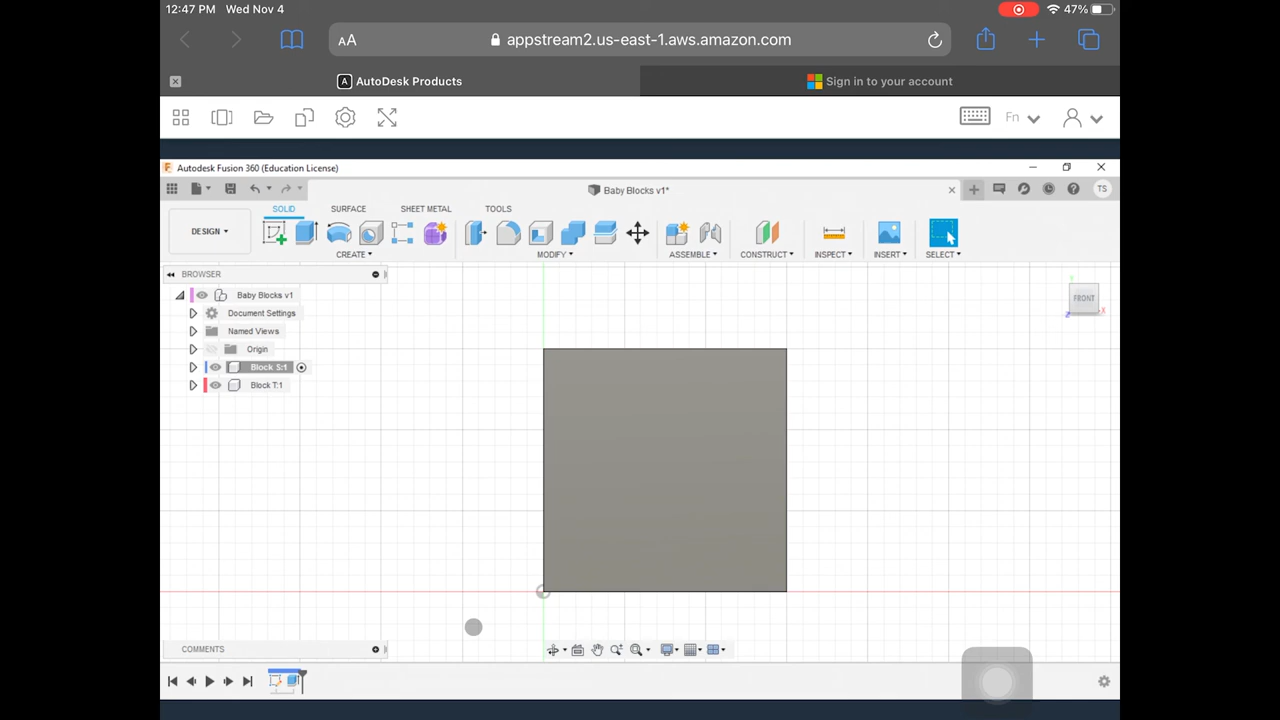 12:47 PM Wed Nov 4
47%
AA
appstream2.us-east-1.aws.amazon.com
A AutoDesk Products
Sign in to your account
Fn
F Autodesk Fusion 360 (Education License)
Baby Blocks v1*
TS
SOLID
SURFACE
SHEET METAL
TOOLS
DESIGN
CREATE
MODIFY
ASSEMBLE
CONSTRUCT
INSPECT
INSERT
SELECT
BROWSER
Baby Blocks v1
Document Settings
Named Views
Origin
Block S:1
Block T:1
FRONT
Y
X
Z
COMMENTS